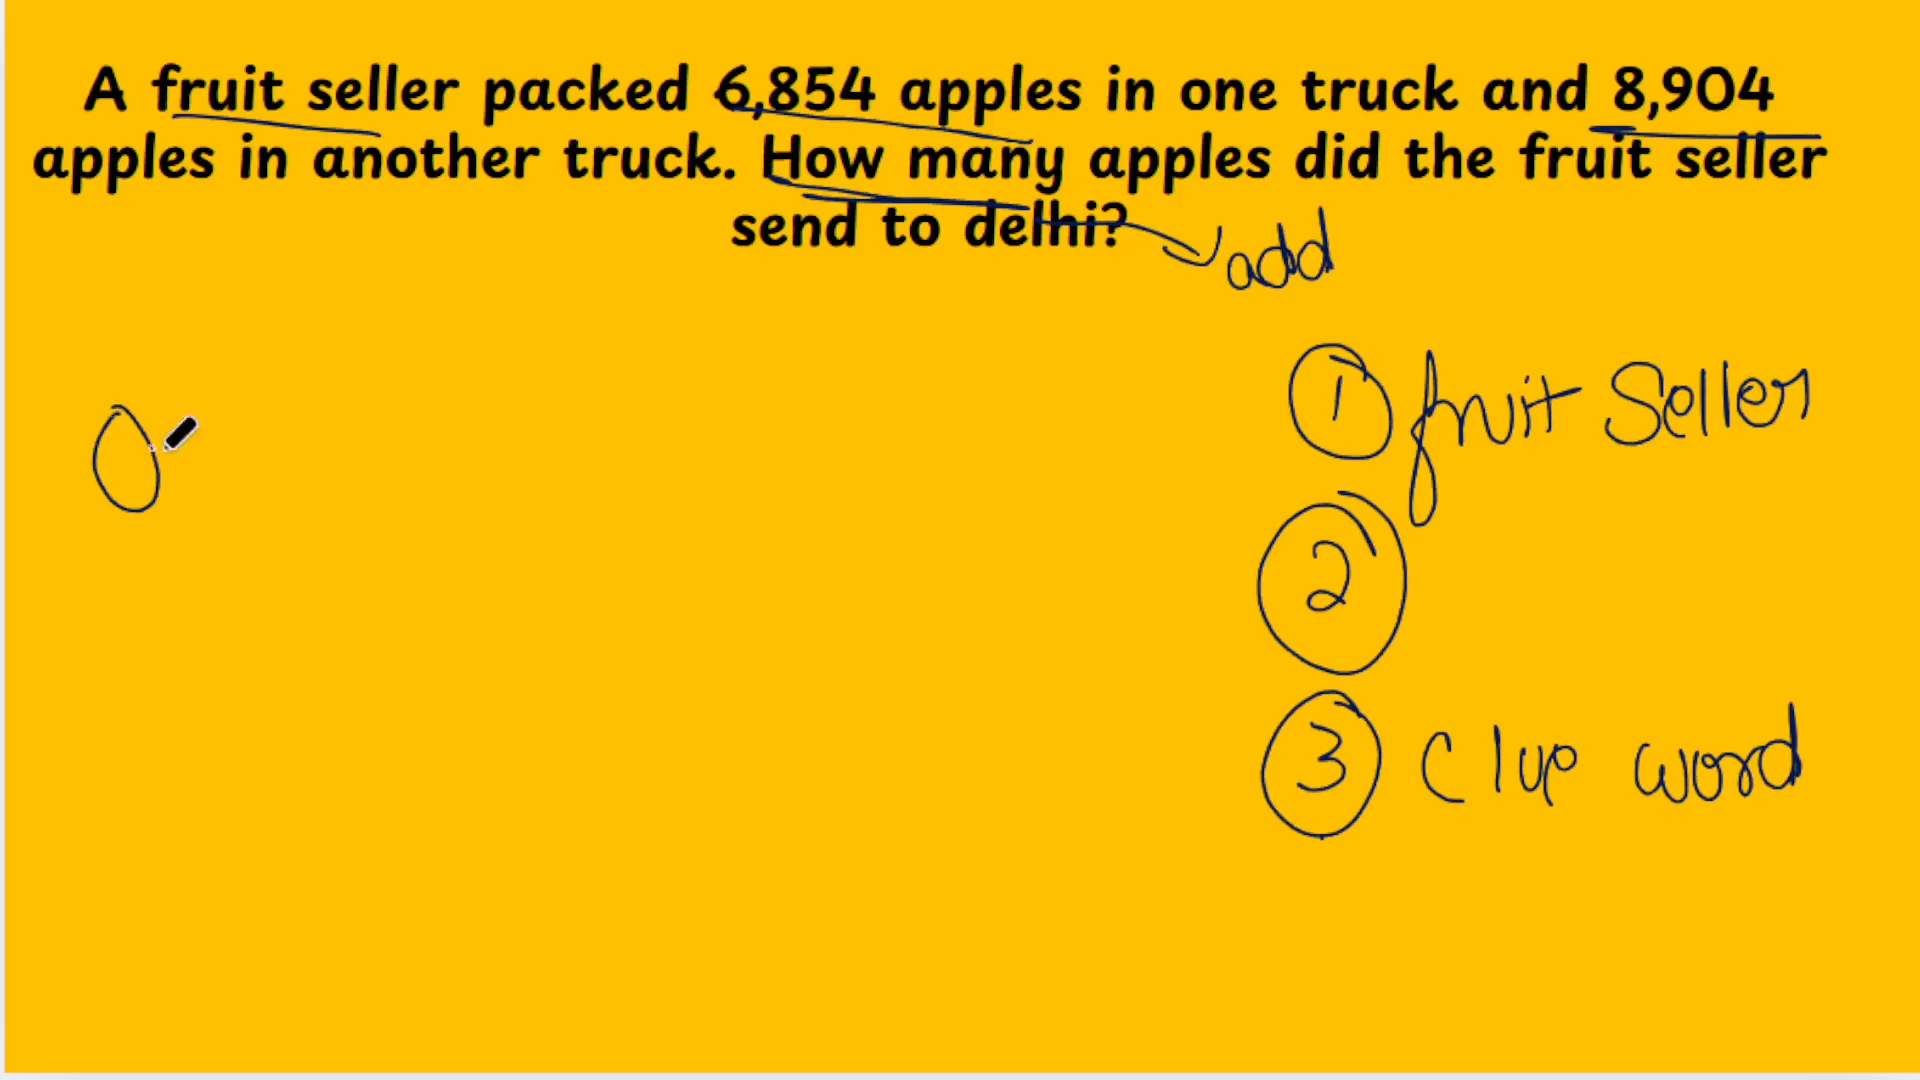 A fruit seller packed 6,854 apples in one truck and 8,904
apples in another truck. How many apples did the fruit seller
send to delhi?
add
1 fruit Seller
2
3 Clue word